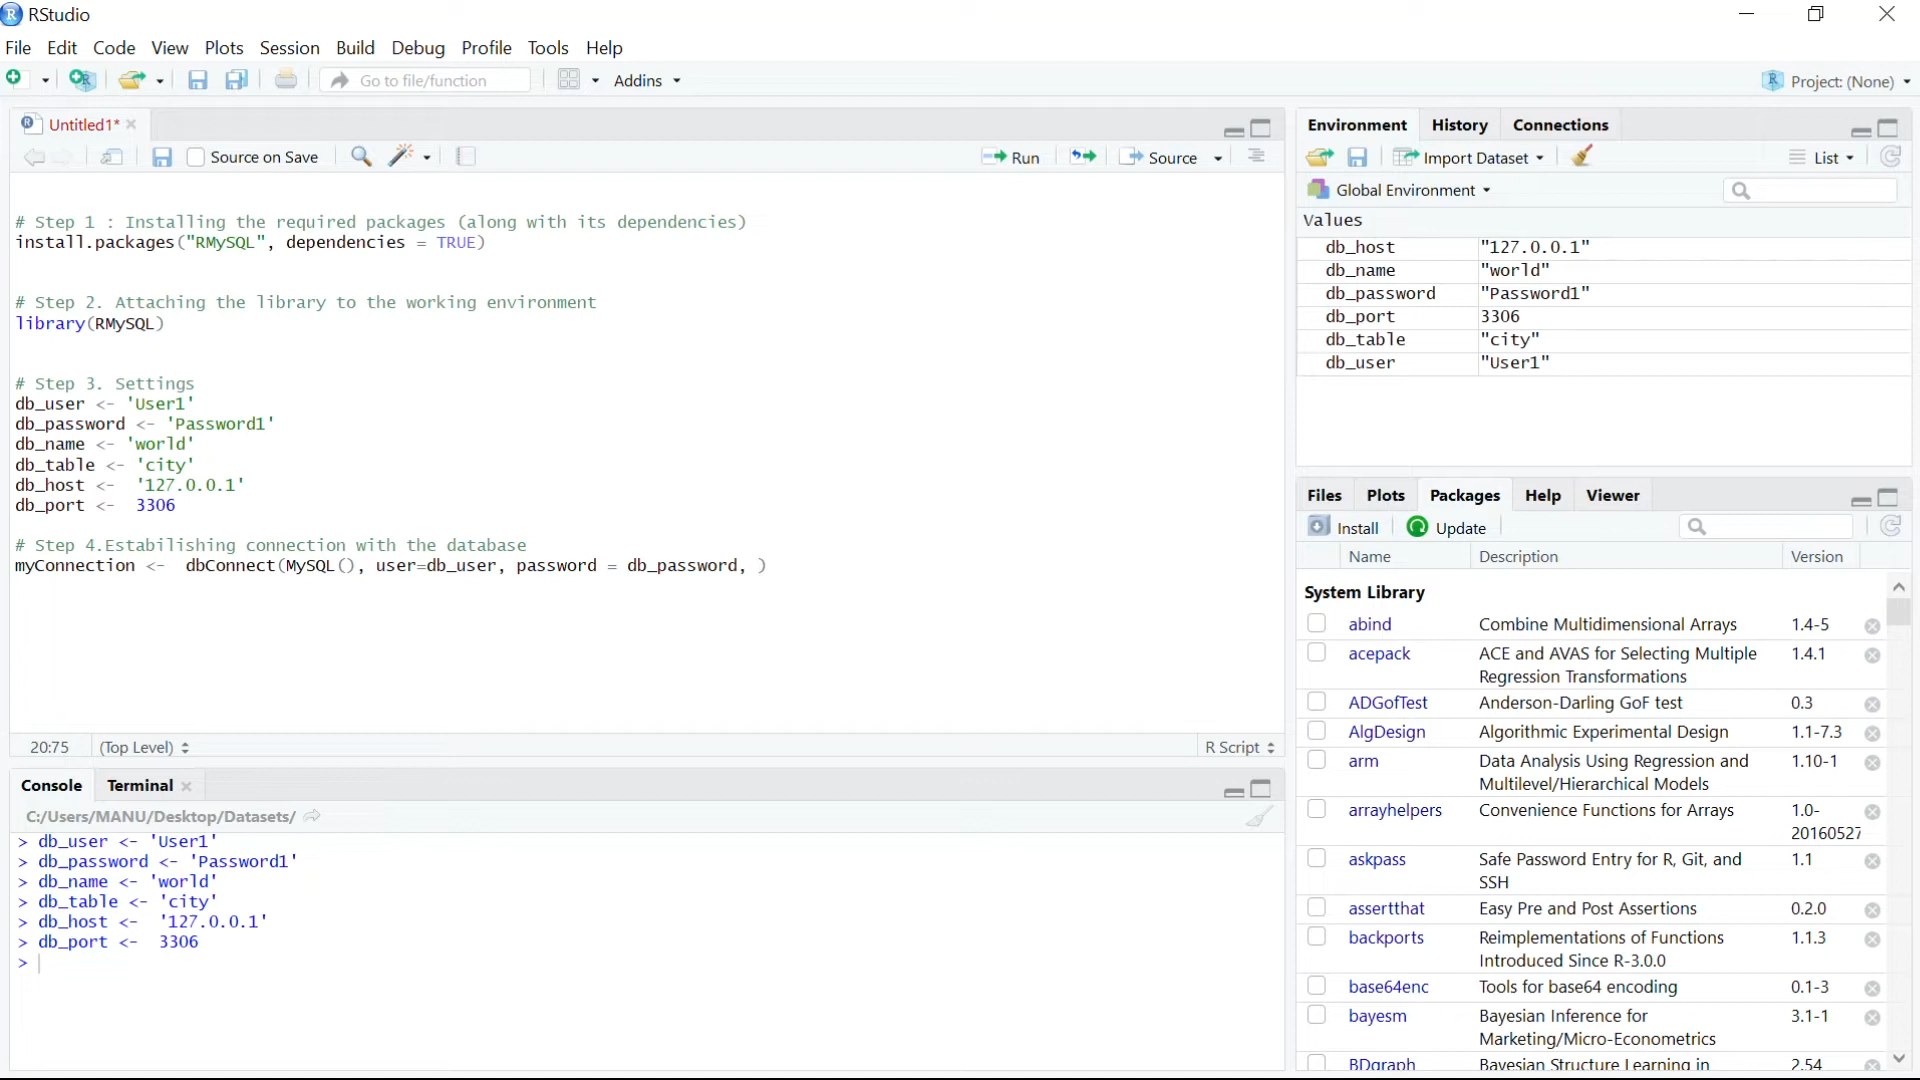 RStudio
File Edit Code View Plots Session Build Debug Profile Tools Help
Go to file/function Addins Project: (None)
Untitled1*
Source on Save Run Source
# Step 1 : Installing the required packages (along with its dependencies)
install.packages("RMySQL", dependencies = TRUE)
# Step 2. Attaching the library to the working environment
library(RMySQL)
# Step 3. Settings
db_user <- 'User1'
db_password <- 'Password1'
db_name <- 'world'
db_table <- 'city'
db_host <- '127.0.0.1'
db_port <- 3306
# Step 4.Estabilishing connection with the database
myConnection <- dbConnect(MySQL(), user=db_user, password = db_password, )
20:75 (Top Level) R Script
Console Terminal
C:/Users/MANU/Desktop/Datasets/
> db_user <- 'User1'
> db_password <- 'Password1'
> db_name <- 'world'
> db_table <- 'city'
> db_host <- '127.0.0.1'
> db_port <- 3306
>
Environment History Connections
Import Dataset List
Global Environment
Values
db_host "127.0.0.1"
db_name "world"
db_password "Password1"
db_port 3306
db_table "city"
db_user "User1"
Files Plots Packages Help Viewer
Install Update
Name Description Version
System Library
abind Combine Multidimensional Arrays 1.4-5
acepack ACE and AVAS for Selecting Multiple 1.4.1
Regression Transformations
ADGofTest Anderson-Darling GoF test 0.3
AlgDesign Algorithmic Experimental Design 1.1-7.3
arm Data Analysis Using Regression and 1.10-1
Multilevel/Hierarchical Models
arrayhelpers Convenience Functions for Arrays 1.0-
20160527
askpass Safe Password Entry for R, Git, and 1.1
SSH
assertthat Easy Pre and Post Assertions 0.2.0
backports Reimplementations of Functions 1.1.3
Introduced Since R-3.0.0
base64enc Tools for base64 encoding 0.1-3
bayesm Bayesian Inference for 3.1-1
Marketing/Micro-Econometrics
BDgraph Bayesian Structure Learning in 2.54